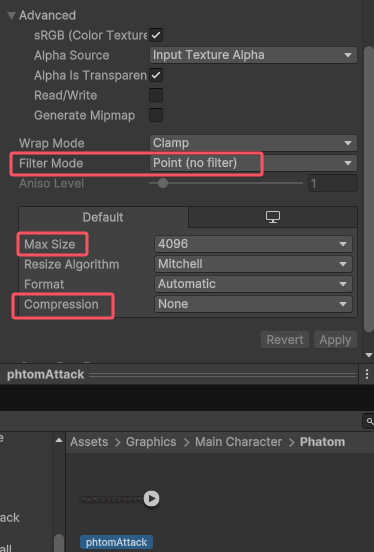 Advanced
sRGB (Color Texture
Alpha Source Input Texture Alpha
Alpha Is Transparen
Read/Write
Generate Mipmap
Wrap Mode Clamp
Filter Mode Point (no filter)
Aniso Level 1
Default
Max Size 4096
Resize Algorithm Mitchell
Format Automatic
Compression None
Revert Apply
phtomAttack
Assets > Graphics > Main Character > Phatom
ack
all
phtomAttack